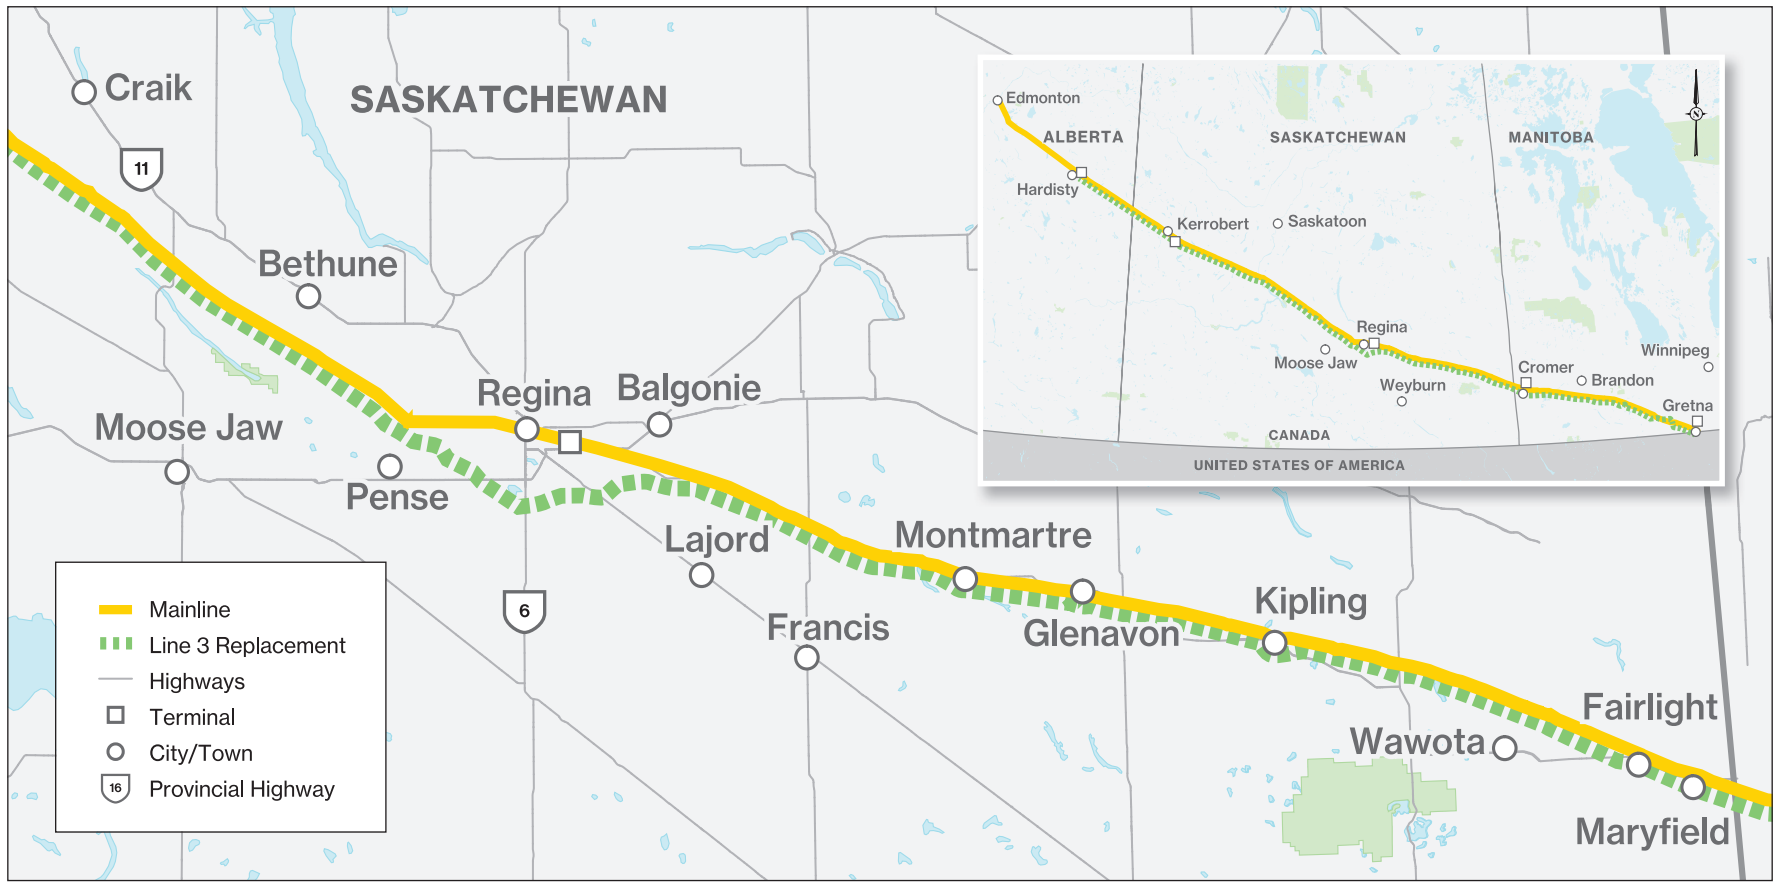 Craik
SASKATCHEWAN
11
Bethune
Regina
Balgonie
Moose Jaw
Pense
Lajord
Montmartre
6
Francis
Glenavon
Kipling
Fairlight
Wawota
Maryfield
Mainline
Line 3 Replacement
Highways
Terminal
City/Town
16
Provincial Highway
Edmonton
ALBERTA
SASKATCHEWAN
MANITOBA
N
Hardisty
Kerrobert
Saskatoon
Regina
Moose Jaw
Weyburn
Cromer
Brandon
Winnipeg
Gretna
CANADA
UNITED STATES OF AMERICA